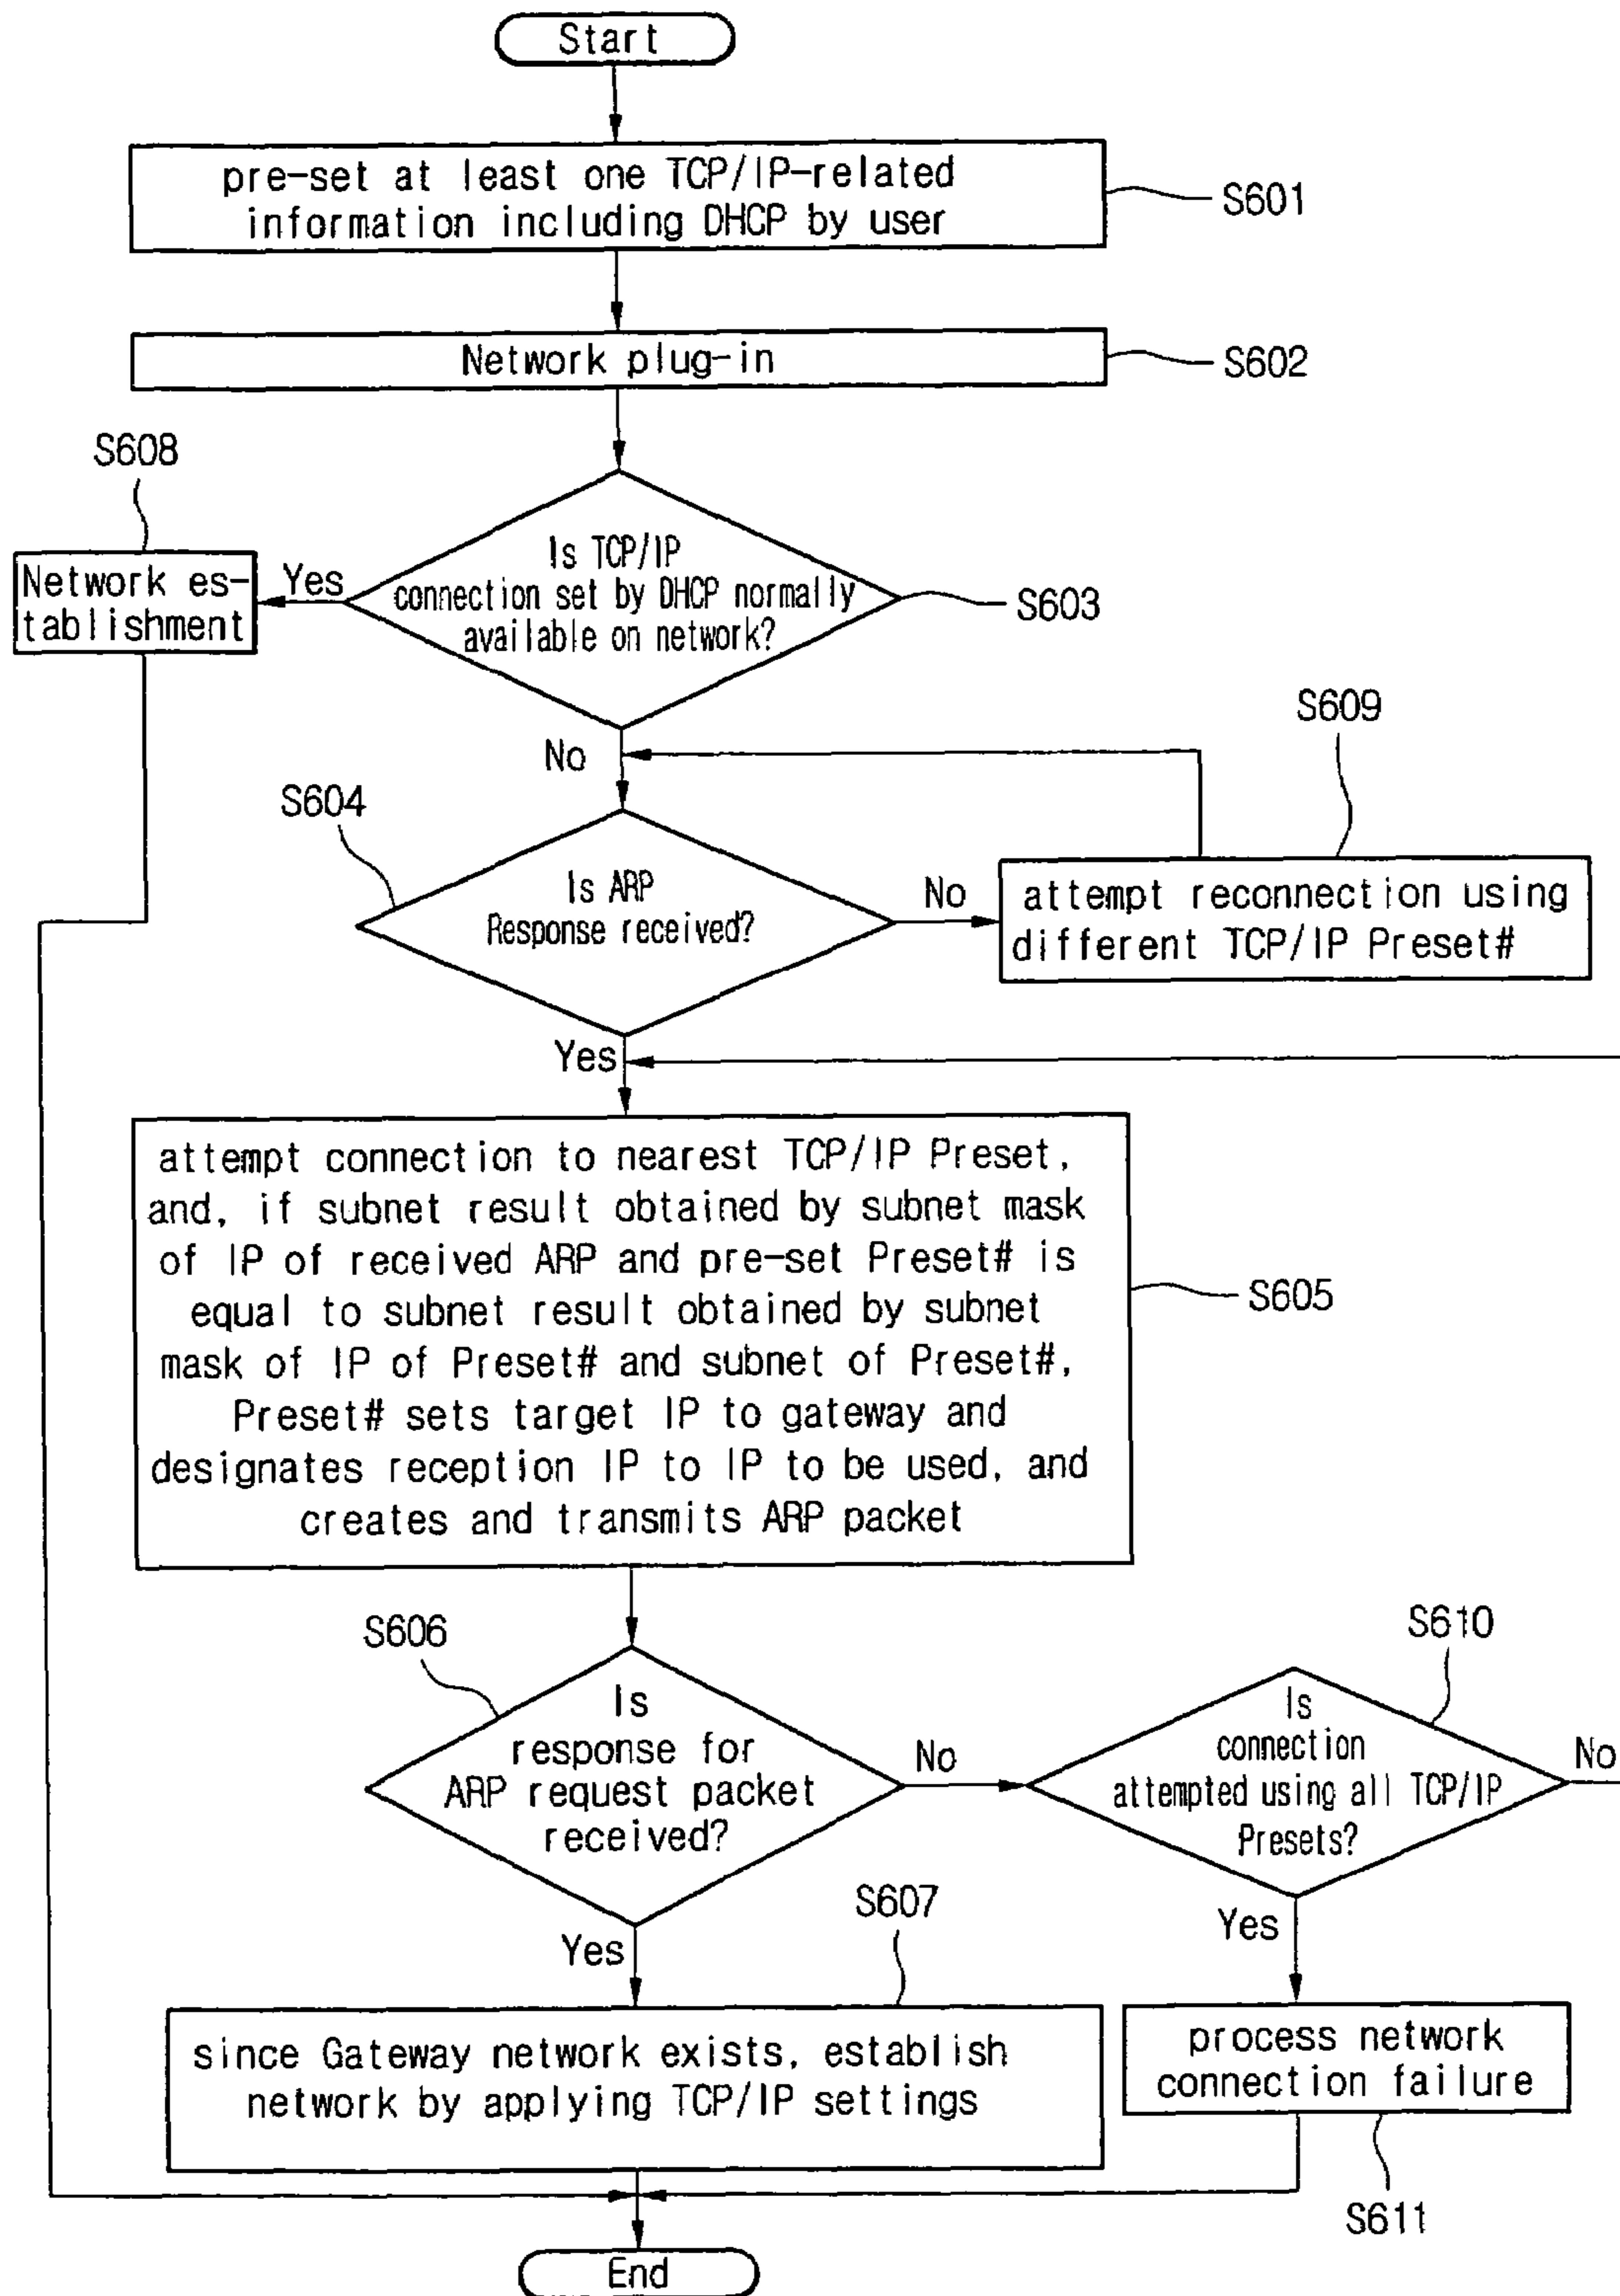 Start
pre-set at least one TCP/IP-related
information including DHCP by user
S601
Network plug-in
S602
S608
Network es-
tablishment
Yes
Is TCP/IP
connection set by DHCP normally
available on network?
S603
No
S609
S604
Is ARP
Response received?
No
attempt reconnection using
different TCP/IP Preset#
Yes
attempt connection to nearest TCP/IP Preset,
and, if subnet result obtained by subnet mask
of IP of received ARP and pre-set Preset# is
equal to subnet result obtained by subnet
mask of IP of Preset# and subnet of Preset#,
Preset# sets target IP to gateway and
designates reception IP to IP to be used, and
creates and transmits ARP packet
S605
S606
Is
response for
ARP request packet
received?
No
S610
Is
connection
attempted using all TCP/IP
Presets?
No
Yes
S607
Yes
since Gateway network exists, establish
network by applying TCP/IP settings
process network
connection failure
S611
End